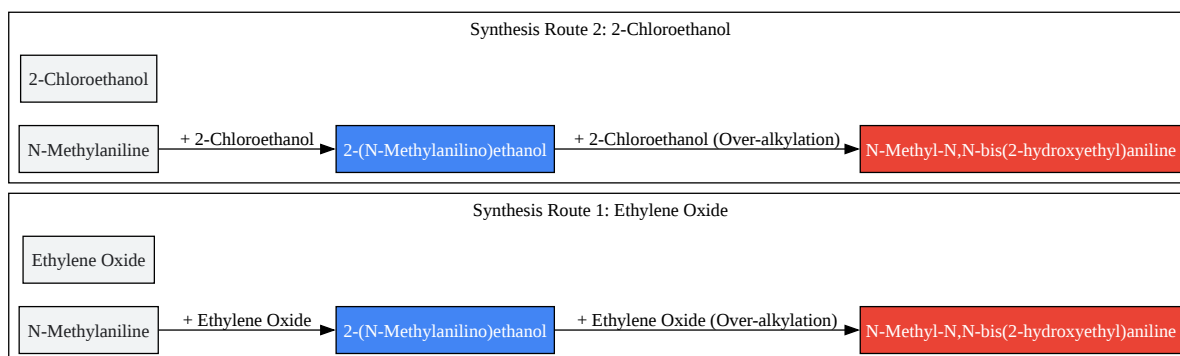 Synthesis Route 2: 2-Chloroethanol
2-Chloroethanol
N-Methylaniline
+ 2-Chloroethanol
2-(N-Methylanilino)ethanol
+ 2-Chloroethanol (Over-alkylation)
N-Methyl-N,N-bis(2-hydroxyethyl)aniline
Synthesis Route 1: Ethylene Oxide
Ethylene Oxide
N-Methylaniline
+ Ethylene Oxide
2-(N-Methylanilino)ethanol
+ Ethylene Oxide (Over-alkylation)
N-Methyl-N,N-bis(2-hydroxyethyl)aniline